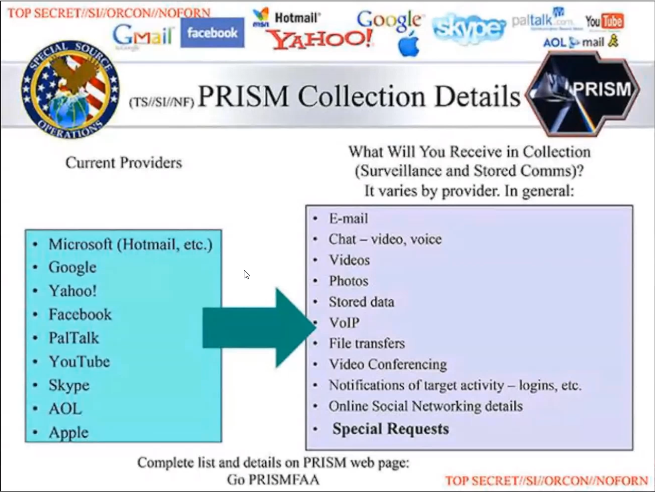 TOP SECRET//SI//ORCON//NOFORN
GMail
facebook
msn Hotmail
YAHOO!
Google
skype
paltalk.com
YouTube
AOL mail
SPECIAL SOURCE
OPERATIONS
(TS//SI//NF) PRISM Collection Details
PRISM
Current Providers
• Microsoft (Hotmail, etc.)
• Google
• Yahoo!
• Facebook
• PalTalk
• YouTube
• Skype
• AOL
• Apple
What Will You Receive in Collection
(Surveillance and Stored Comms)?
It varies by provider. In general:
• E-mail
• Chat – video, voice
• Videos
• Photos
• Stored data
• VoIP
• File transfers
• Video Conferencing
• Notifications of target activity – logins, etc.
• Online Social Networking details
• Special Requests
Complete list and details on PRISM web page:
Go PRISMFAA
TOP SECRET//SI//ORCON//NOFORN